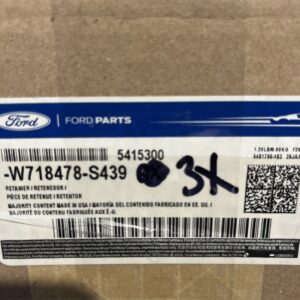 Ford FORD PARTS
5415300
-W718478-S439 3X
RETAINER / RETENEDOR /
PIÈCE DE RETENUE / RETENTOR
MAJORITY CONTENT MADE IN USA / MAYORÍA DEL CONTENIDO FABRICADO EN EE. UU. /
MAJORITÉ DU CONTENU FABRIQUÉE AUX É.-U.